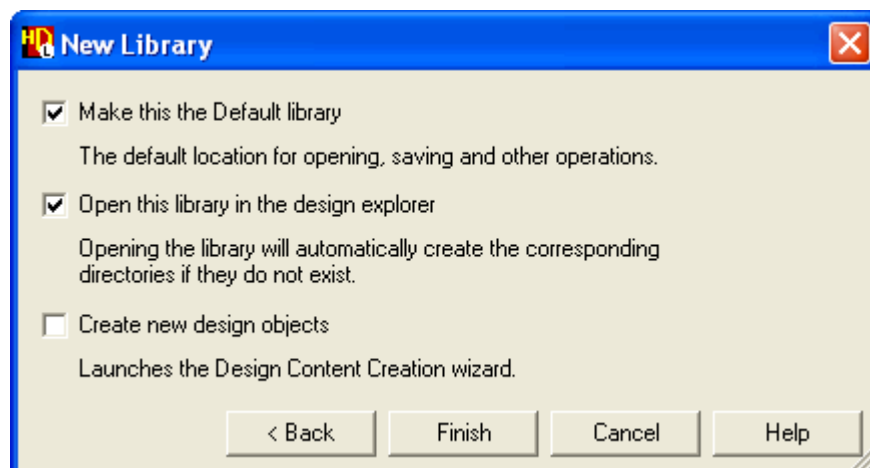 HD L New Library
Make this the Default library
The default location for opening, saving and other operations.
Open this library in the design explorer
Opening the library will automatically create the corresponding
directories if they do not exist.
Create new design objects
Launches the Design Content Creation wizard.
< Back Finish Cancel Help